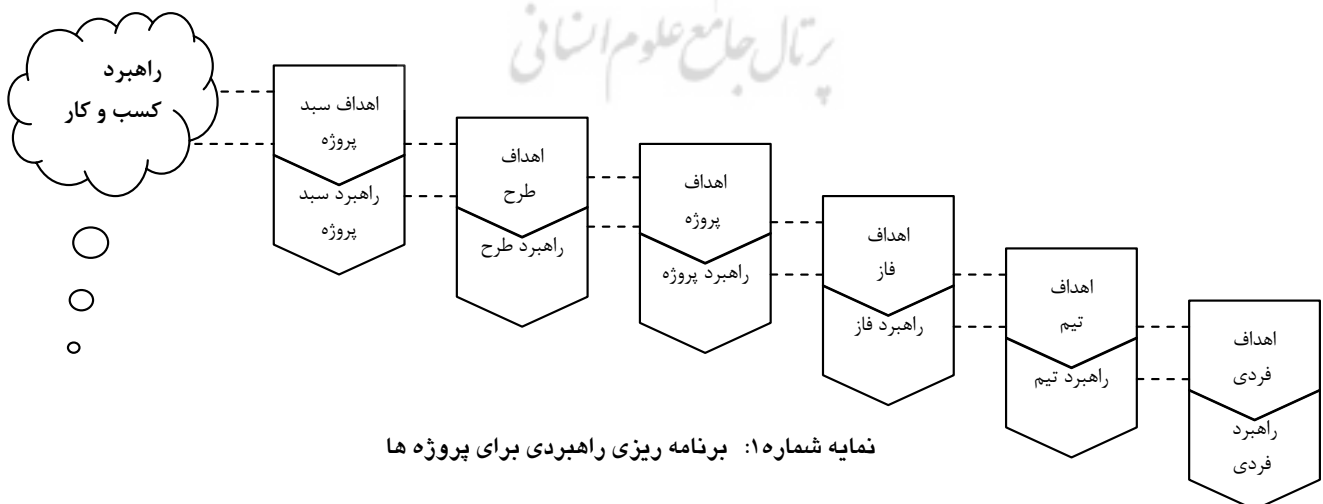 پرتال جامع علوم انسانی
راهبرد
کسب و کار
اهداف سبد
پروژه
راهبرد سبد
پروژه
اهداف
طرح
راهبرد طرح
اهداف
پروژه
راهبرد پروژه
اهداف
فاز
راهبرد فاز
اهداف
تیم
راهبرد تیم
اهداف
فردی
راهبرد
فردی
نمایه شماره۱: برنامه ریزی راهبردی برای پروژه ها